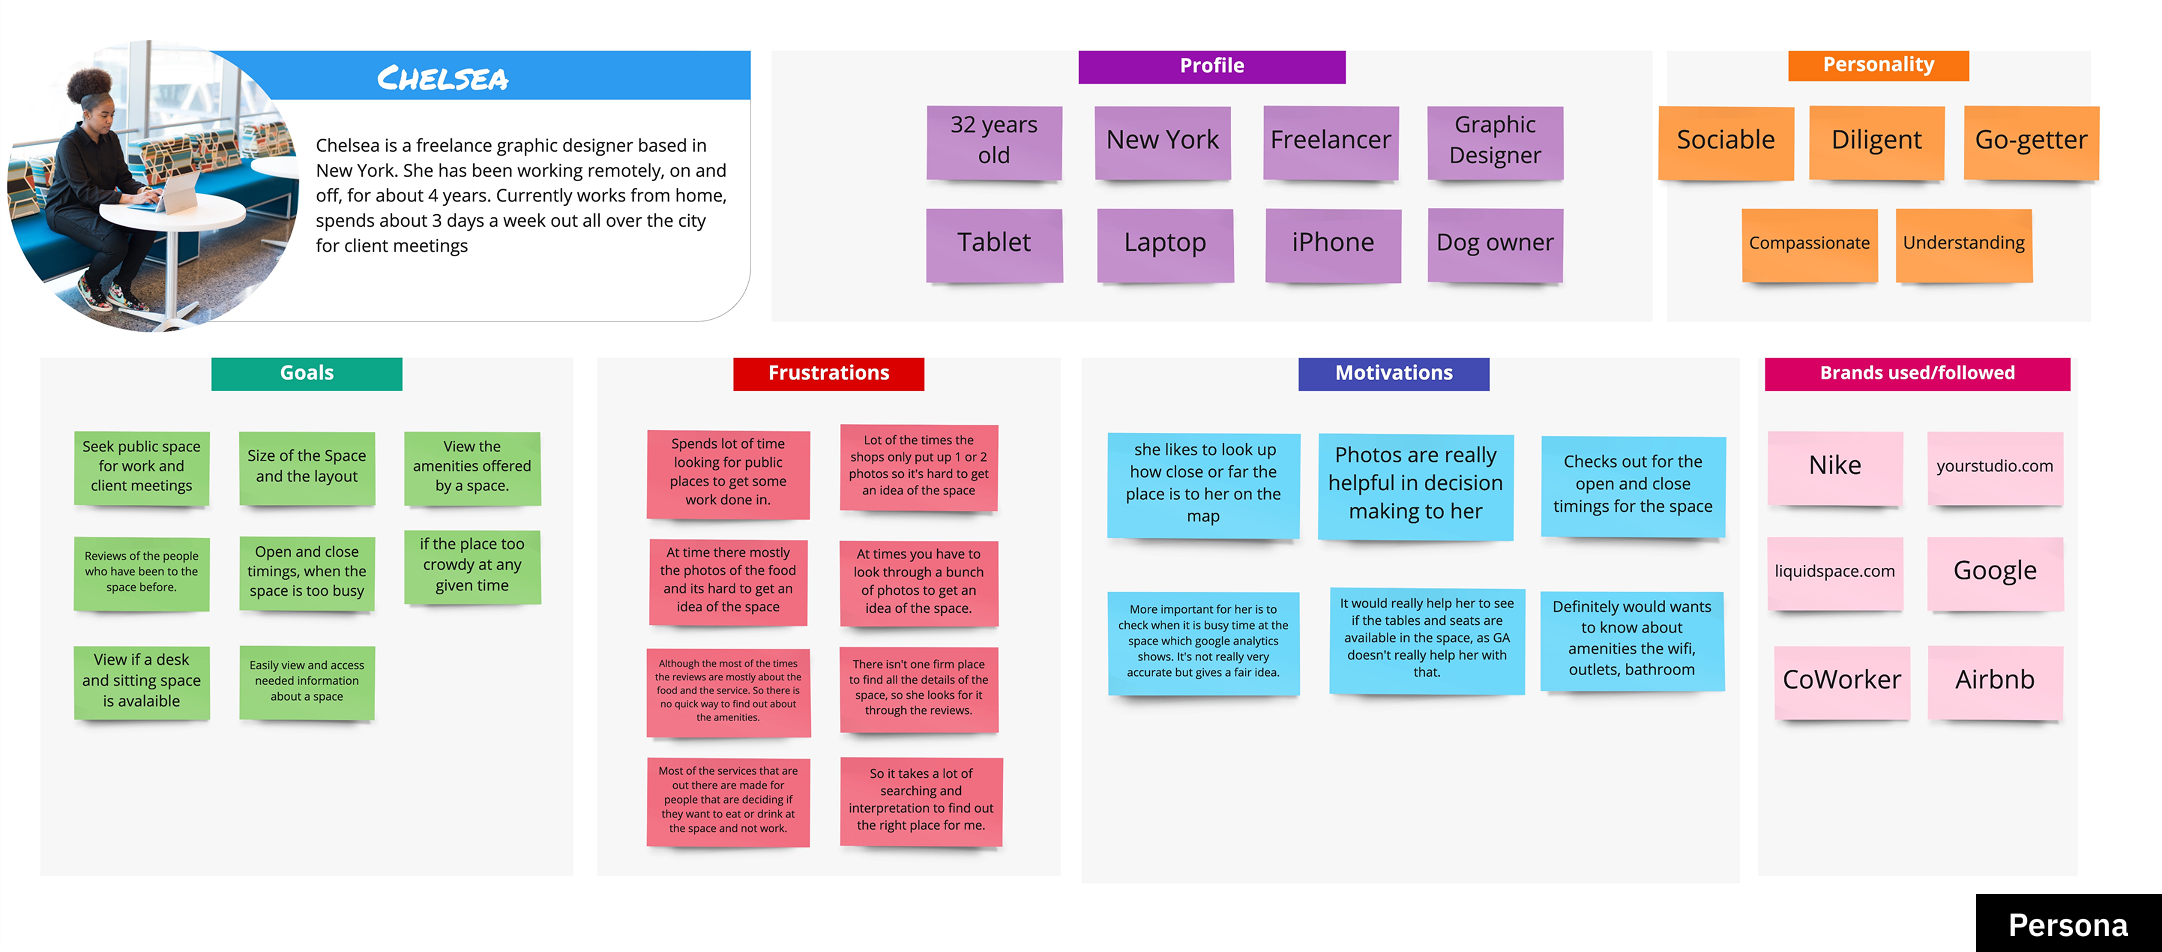 CHELSEA
Chelsea is a freelance graphic designer based in
New York. She has been working remotely, on and
off, for about 4 years. Currently works from home,
spends about 3 days a week out all over the city
for client meetings
Profile
32 years
old
New York
Freelancer
Graphic
Designer
Tablet
Laptop
iPhone
Dog owner
Personality
Sociable
Diligent
Go-getter
Compassionate
Understanding
Goals
Seek public space
for work and
client meetings
Size of the Space
and the layout
View the
amenities offered
by a space.
Reviews of the people
who have been to the
space before.
Open and close
timings, when the
space is too busy
if the place too
crowdy at any
given time
View if a desk
and sitting space
is avalaible
Easily view and access
needed information
about a space
Frustrations
Spends lot of time
looking for public
places to get some
work done in.
Lot of the times the
shops only put up 1 or 2
photos so it's hard to get
an idea of the space
At time there mostly
the photos of the food
and its hard to get an
idea of the space
At times you have to
look through a bunch
of photos to get an
idea of the space.
Although the most of the times
the reviews are mostly about the
food and the service. So there is
no quick way to find out about
the amenities.
There isn't one firm place
to find all the details of the
space, so she looks for it
through the reviews.
Most of the services that are
out there are made for
people that are deciding if
they want to eat or drink at
the space and not work.
So it takes a lot of
searching and
interpretation to find out
the right place for me.
Motivations
she likes to look up
how close or far the
place is to her on the
map
Photos are really
helpful in decision
making to her
Checks out for the
open and close
timings for the space
More important for her is to
check when it is busy time at the
space which google analytics
shows. It's not really very
accurate but gives a fair idea.
It would really help her to see
if the tables and seats are
available in the space, as GA
doesn't really help her with
that.
Definitely would wants
to know about
amenities the wifi,
outlets, bathroom
Brands used/followed
Nike
yourstudio.com
liquidspace.com
Google
CoWorker
Airbnb
Persona